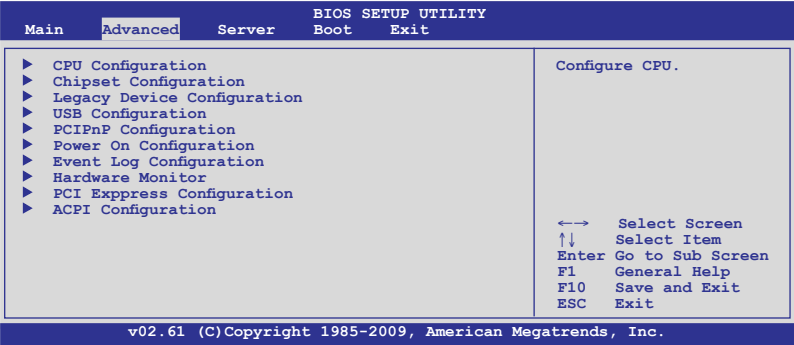 BIOS SETUP UTILITY
Main Advanced Server Boot Exit
CPU Configuration
Chipset Configuration
Legacy Device Configuration
USB Configuration
PCIPnP Configuration
Power On Configuration
Event Log Configuration
Hardware Monitor
PCI Exppress Configuration
ACPI Configuration
Configure CPU.
←→ Select Screen
↑↓ Select Item
Enter Go to Sub Screen
F1 General Help
F10 Save and Exit
ESC Exit
v02.61 (C)Copyright 1985-2009, American Megatrends, Inc.